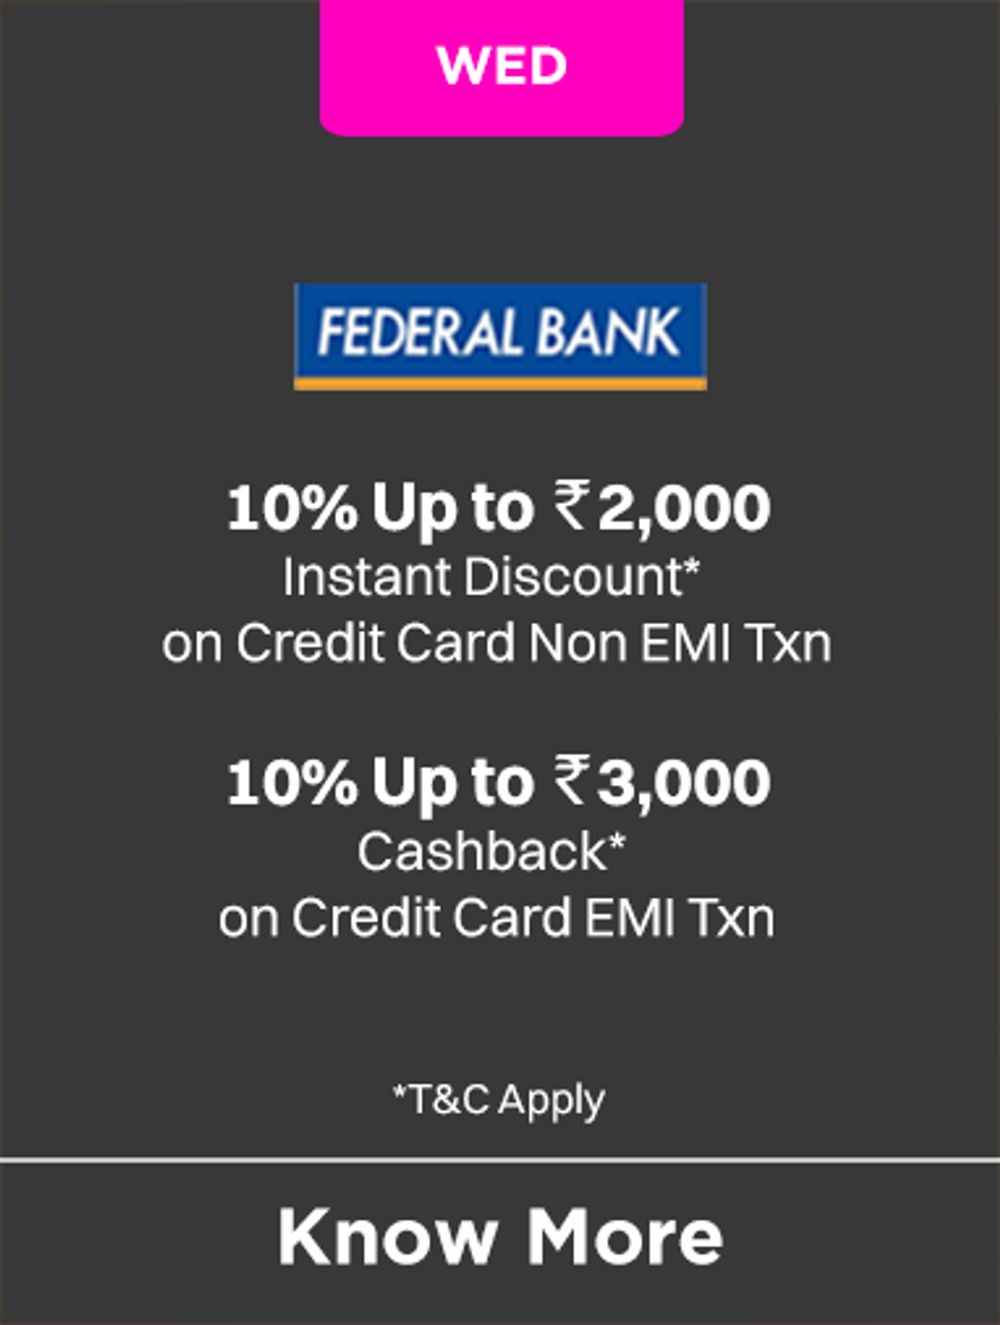 WED
FEDERAL BANK
10% Up to ₹2,000
Instant Discount*
on Credit Card Non EMI Txn
10% Up to ₹3,000
Cashback*
on Credit Card EMI Txn
*T&C Apply
Know More